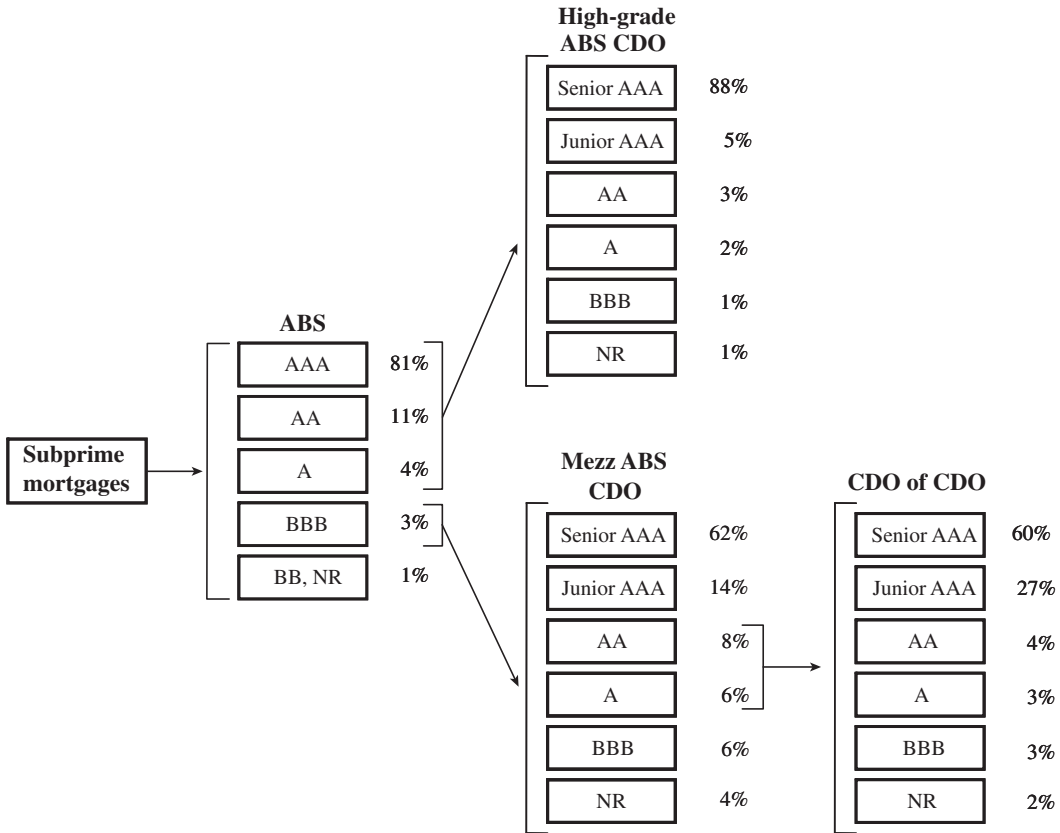 High-grade
ABS CDO
Senior AAA 88%
Junior AAA 5%
AA 3%
A 2%
BBB 1%
NR 1%
ABS
AAA 81%
AA 11%
A 4%
BBB 3%
BB, NR 1%
Subprime
mortgages
Mezz ABS
CDO
Senior AAA 62%
Junior AAA 14%
AA 8%
A 6%
BBB 6%
NR 4%
CDO of CDO
Senior AAA 60%
Junior AAA 27%
AA 4%
A 3%
BBB 3%
NR 2%